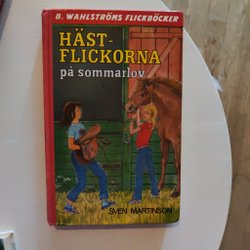 B. WAHLSTRÖMS FLICKBÖCKER
HÄST-
FLICKORNA
på sommarlov
SVEN MARTINSON